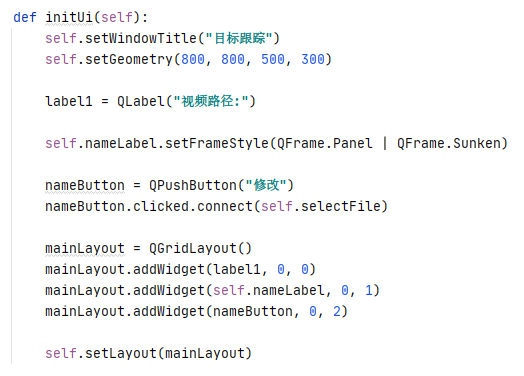 def initUi(self):
    self.setWindowTitle("目标跟踪")
    self.setGeometry(800, 800, 500, 300)

    label1 = QLabel("视频路径:")

    self.nameLabel.setFrameStyle(QFrame.Panel | QFrame.Sunken)

    nameButton = QPushButton("修改")
    nameButton.clicked.connect(self.selectFile)

    mainLayout = QGridLayout()
    mainLayout.addWidget(label1, 0, 0)
    mainLayout.addWidget(self.nameLabel, 0, 1)
    mainLayout.addWidget(nameButton, 0, 2)

    self.setLayout(mainLayout)